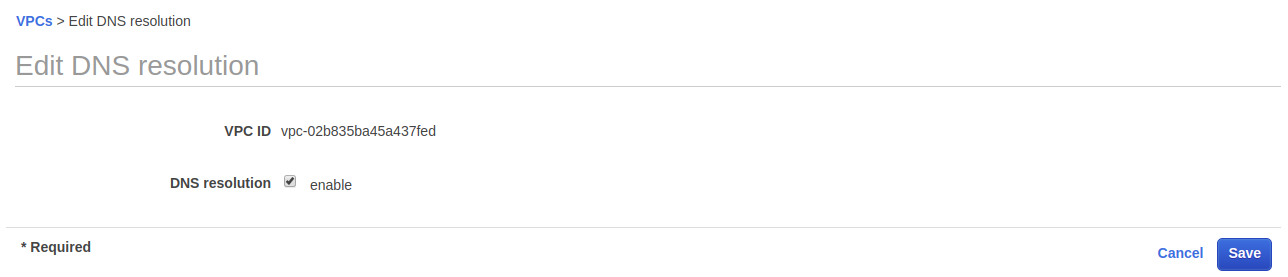 VPCs > Edit DNS resolution
Edit DNS resolution
VPC ID vpc-02b835ba45a437fed
DNS resolution enable
* Required
Cancel Save